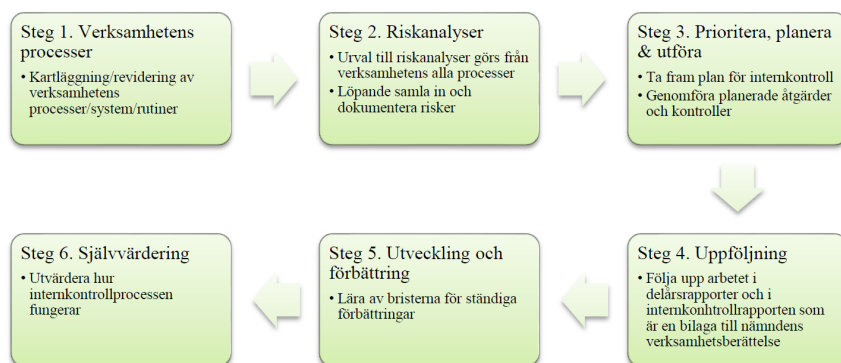 Steg 1. Verksamhetens
processer
• Kartläggning/revidering av
verksamhetens
processer/system/rutiner
Steg 2. Riskanalyser
• Urval till riskanalyser görs från
verksamhetens alla processer
• Löpande samla in och
dokumentera risker
Steg 3. Prioritera, planera
& utföra
• Ta fram plan för internkontroll
• Genomföra planerade åtgärder
och kontroller
Steg 4. Uppföljning
• Följa upp arbetet i
delårsrapporter och i
internkonhtrollrapporten som
är en bilaga till nämndens
verksamhetsberättelse
Steg 5. Utveckling och
förbättring
• Lära av bristerna för ständiga
förbättringar
Steg 6. Självvärdering
• Utvärdera hur
internkontrollprocessen
fungerar